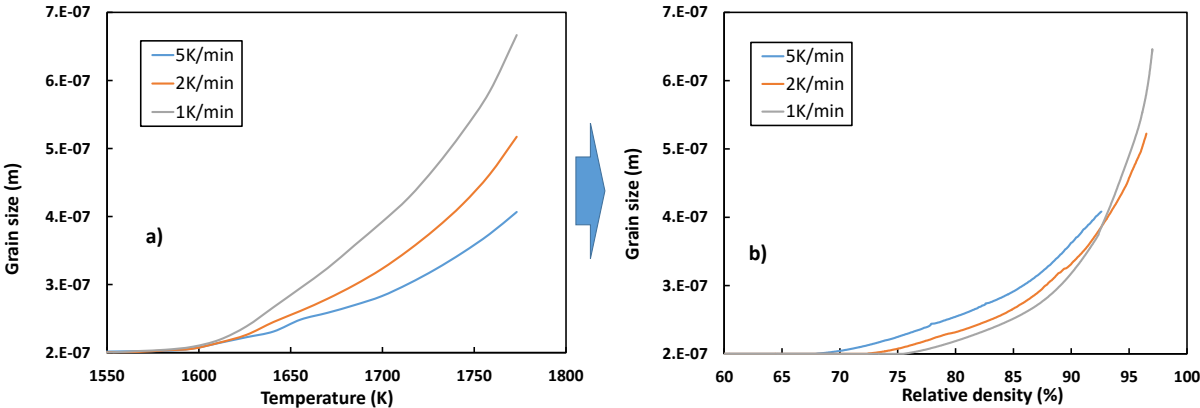 7.E-07
6.E-07
5.E-07
4.E-07
3.E-07
2.E-07
Grain size (m)
5K/min
2K/min
1K/min
a)
1550 1600 1650 1700 1750 1800
Temperature (K)
7.E-07
6.E-07
5.E-07
4.E-07
3.E-07
2.E-07
Grain size (m)
5K/min
2K/min
1K/min
b)
60 65 70 75 80 85 90 95 100
Relative density (%)